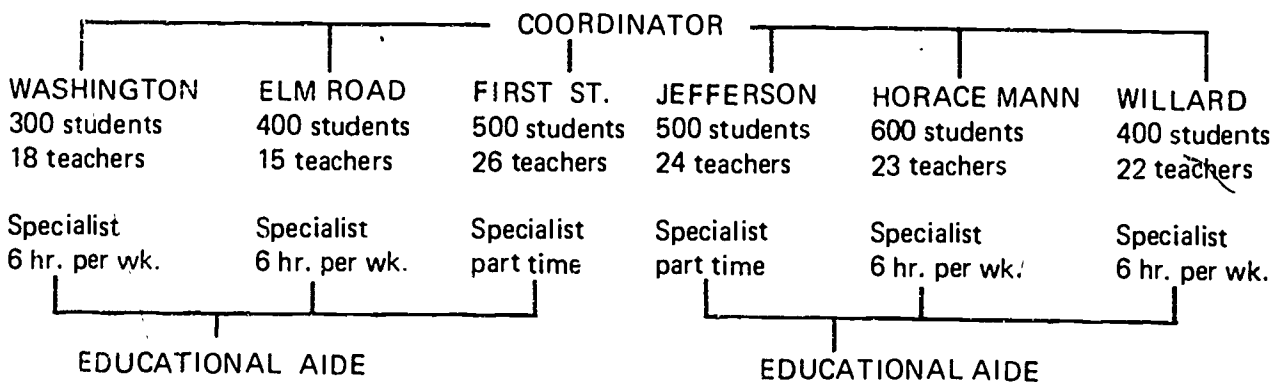 COORDINATOR
WASHINGTON ELM ROAD FIRST ST. JEFFERSON HORACE MANN WILLARD
300 students 400 students 500 students 500 students 600 students 400 students
18 teachers 15 teachers 26 teachers 24 teachers 23 teachers 22 teachers
Specialist Specialist Specialist Specialist Specialist Specialist
6 hr. per wk. 6 hr. per wk. part time part time 6 hr. per wk. 6 hr. per wk.
EDUCATIONAL AIDE EDUCATIONAL AIDE